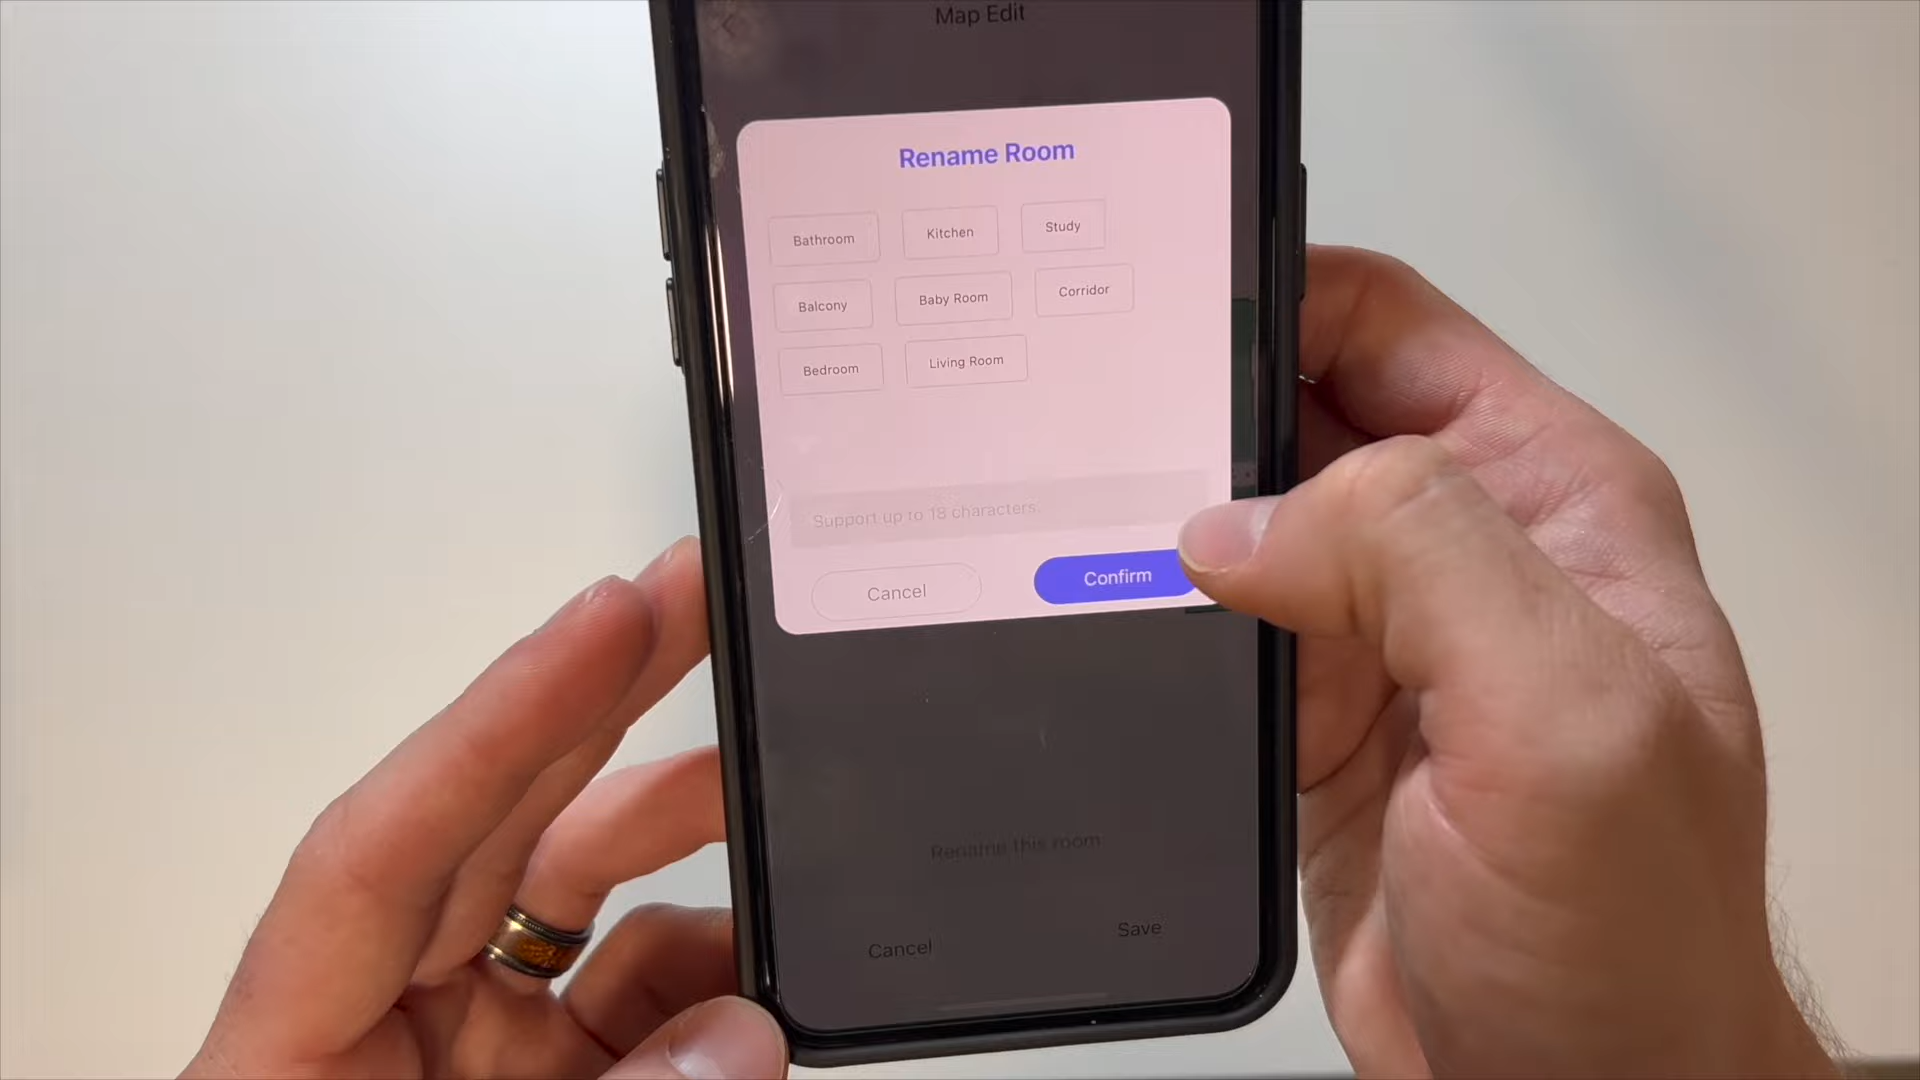 Map Edit
Rename Room
Bathroom Kitchen Study
Balcony Baby Room Corridor
Bedroom Living Room
Support up to 18 characters.
Cancel Confirm
Rename this room
Cancel Save